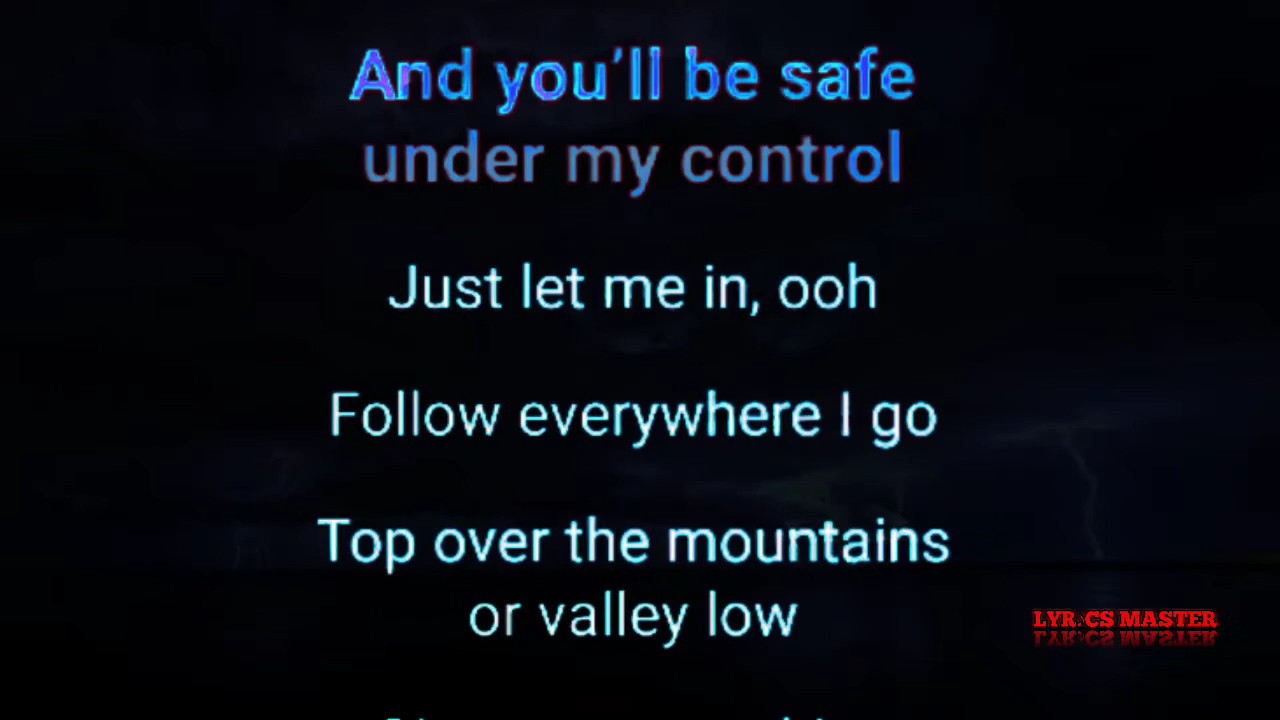 And you'll be safe
under my control
Just let me in, ooh
Follow everywhere I go
Top over the mountains
or valley low
LYRICS MASTER